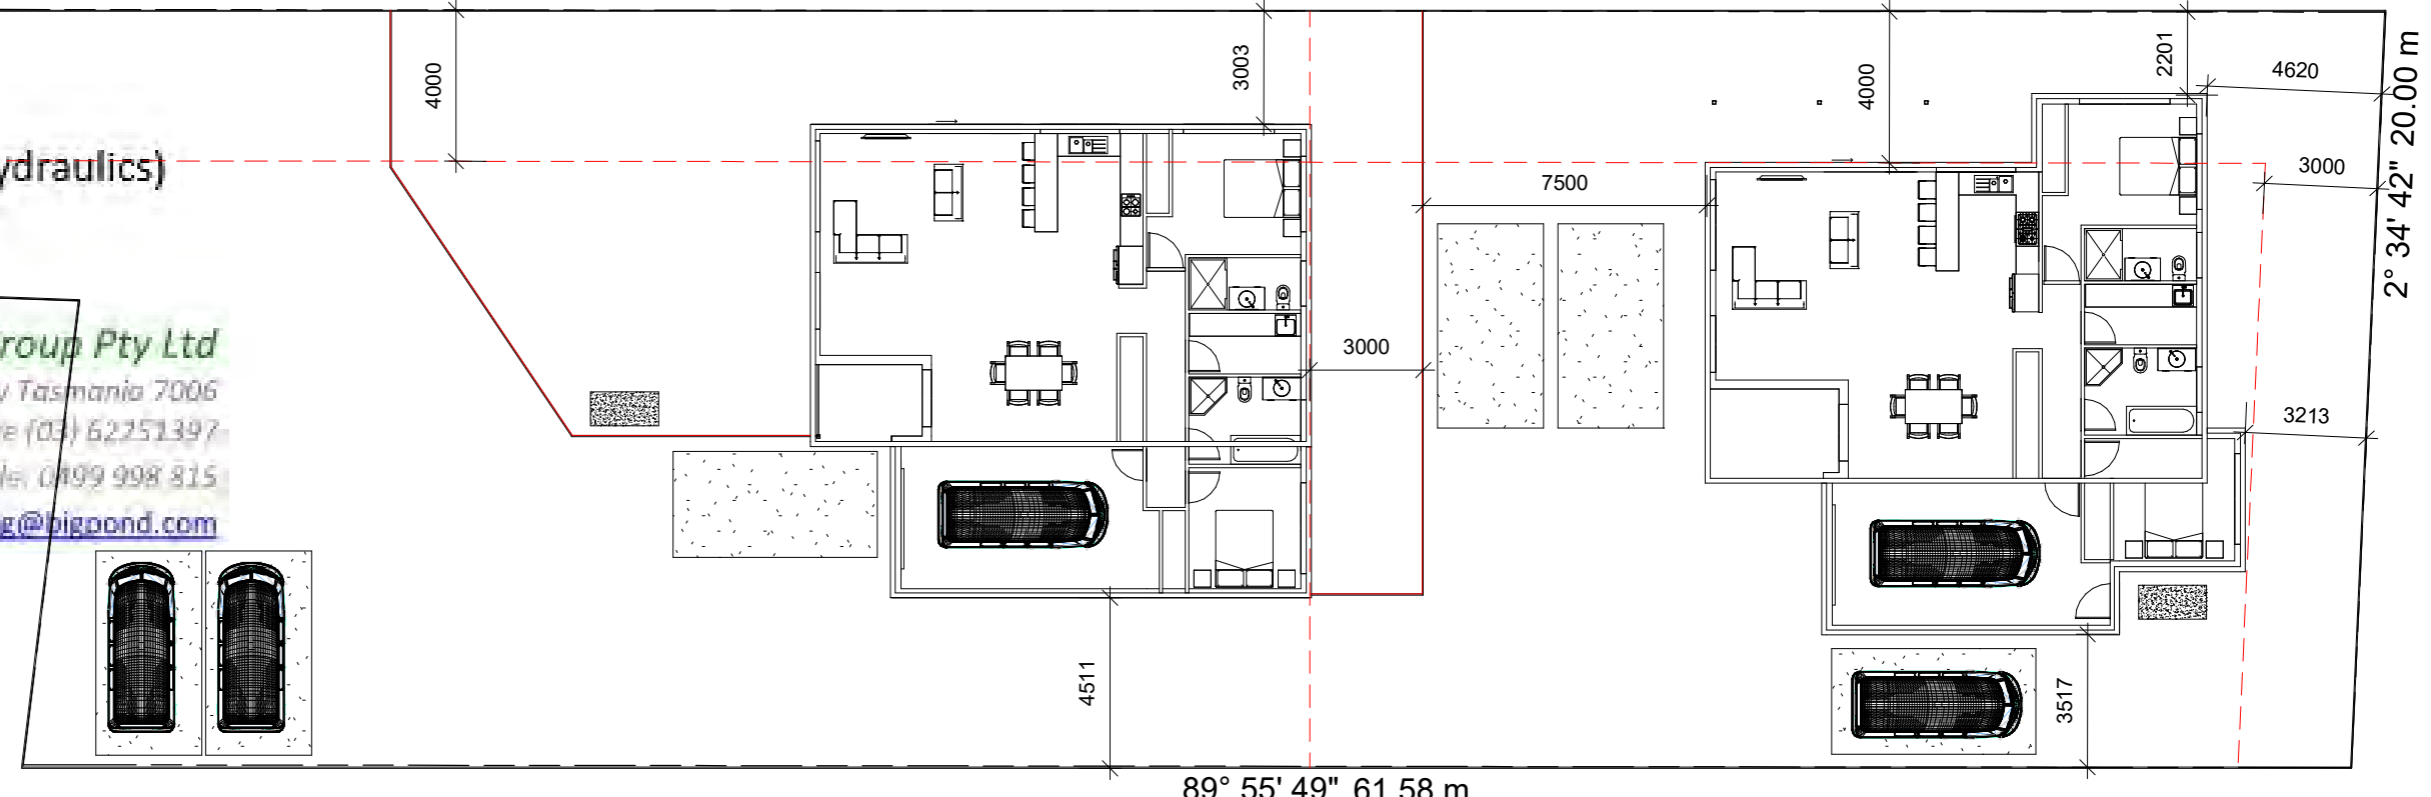 4000
3003
4000
2201
4620
2° 34' 42" 20.00 m
ydraulics)
7500
3000
roup Pty Ltd
3000
y Tasmania 7006
3213
e (03) 62251397
le: 0499 998 815
g@bigpond.com
4511
3517
89° 55' 49" 61.58 m